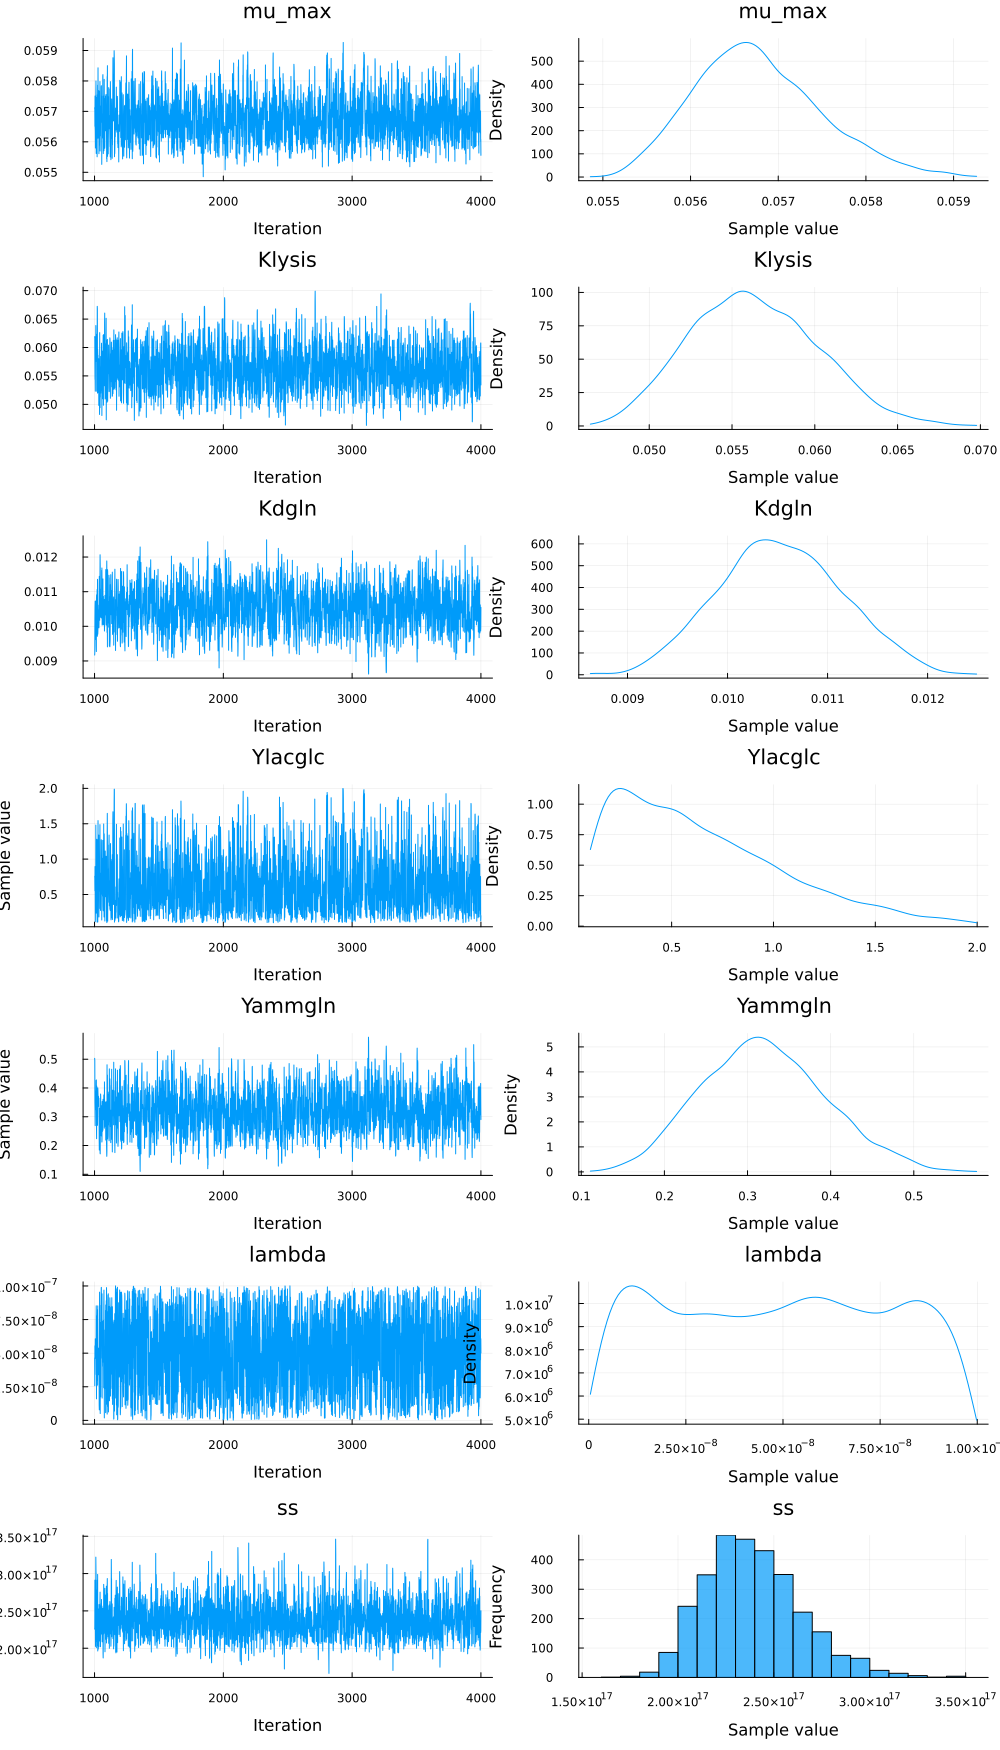 mu_max mu_max
0.059
0.058
0.057
0.056
0.055
1000 2000 3000 4000
Iteration
Density
500
400
300
200
100
0
0.055 0.056 0.057 0.058 0.059
Sample value
Klysis Klysis
0.070
0.065
0.060
0.055
0.050
1000 2000 3000 4000
Iteration
Density
100
75
50
25
0
0.050 0.055 0.060 0.065 0.070
Sample value
Kdgln Kdgln
0.012
0.011
0.010
0.009
1000 2000 3000 4000
Iteration
Density
600
500
400
300
200
100
0
0.009 0.010 0.011 0.012
Sample value
Ylacglc Ylacglc
Sample value
2.0
1.5
1.0
0.5
1000 2000 3000 4000
Iteration
Density
1.00
0.75
0.50
0.25
0.00
0.5 1.0 1.5 2.0
Sample value
Yammgln Yammgln
Sample value
0.5
0.4
0.3
0.2
0.1
1000 2000 3000 4000
Iteration
Density
5
4
3
2
1
0
0.1 0.2 0.3 0.4 0.5
Sample value
lambda lambda
.00×10⁻⁷
.50×10⁻⁸
.00×10⁻⁸
.50×10⁻⁸
0
1000 2000 3000 4000
Iteration
Density
1.0×10⁷
9.0×10⁶
8.0×10⁶
7.0×10⁶
6.0×10⁶
5.0×10⁶
0 2.50×10⁻⁸ 5.00×10⁻⁸ 7.50×10⁻⁸ 1.00×10⁻
Sample value
ss ss
3.50×10¹⁷
3.00×10¹⁷
2.50×10¹⁷
2.00×10¹⁷
1000 2000 3000 4000
Iteration
Frequency
400
300
200
100
0
1.50×10¹⁷ 2.00×10¹⁷ 2.50×10¹⁷ 3.00×10¹⁷ 3.50×10¹⁷
Sample value